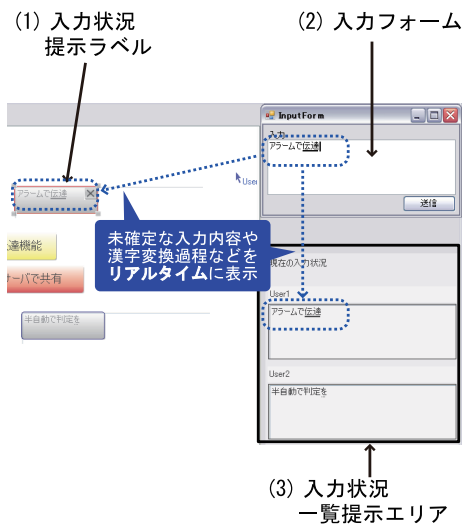 (1) 入力状況
提示ラベル
(2) 入力フォーム
InputForm
入力
アラームで伝達
送信
アラームで伝達
User
未確定な入力内容や
漢字変換過程などを
リアルタイムに表示
達機能
ーバで共有
半自動で判定を
現在の入力状況
User1
アラームで伝達
User2
半自動で判定を
(3) 入力状況
一覧提示エリア